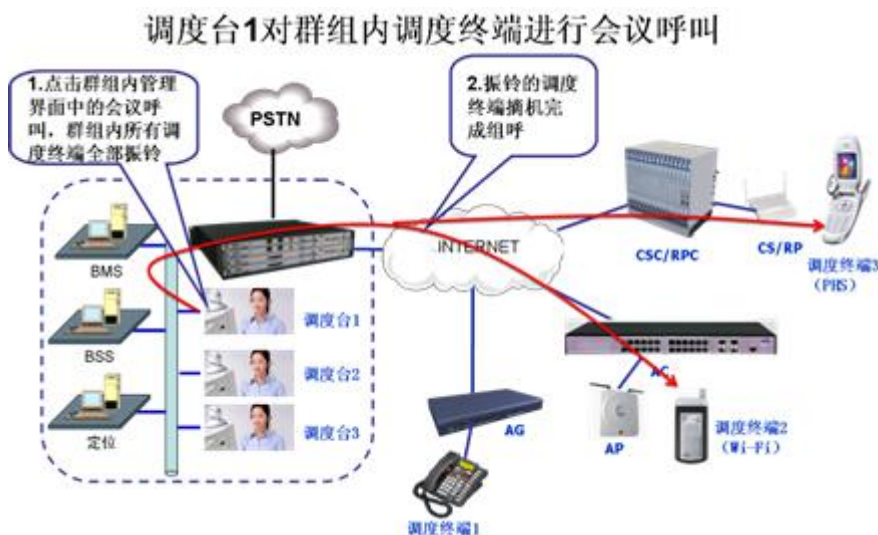 调度台1对群组内调度终端进行会议呼叫
1.点击群组内管理
界面中的会议呼
叫，群组内所有调
度终端全部振铃
2.振铃的调度
终端摘机完
成组呼
PSTN
INTERNET
CSC/RPC
CS/RP
调度终端3
（PHS）
BMS
调度台1
BSS
调度台2
定位
调度台3
AC
AG
AP
调度终端2
（Wi-Fi）
调度终端1